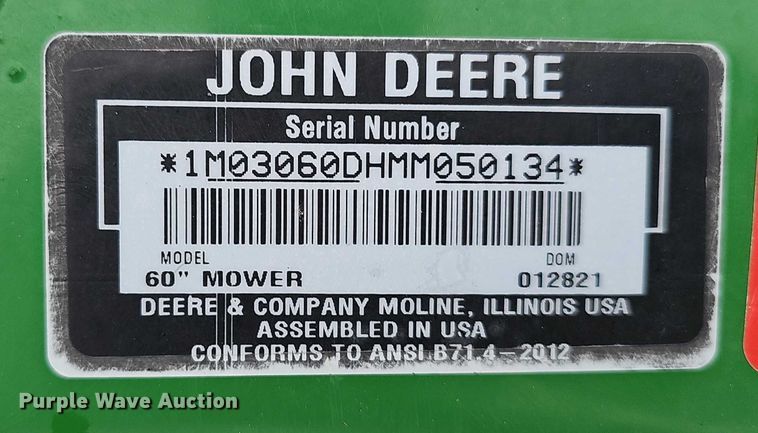 JOHN DEERE
Serial Number
*1M03060DHMM050134*
MODEL DOM
60" MOWER 012821
DEERE & COMPANY MOLINE, ILLINOIS USA
ASSEMBLED IN USA
CONFORMS TO ANSI B71.4-2012
Purple Wave Auction